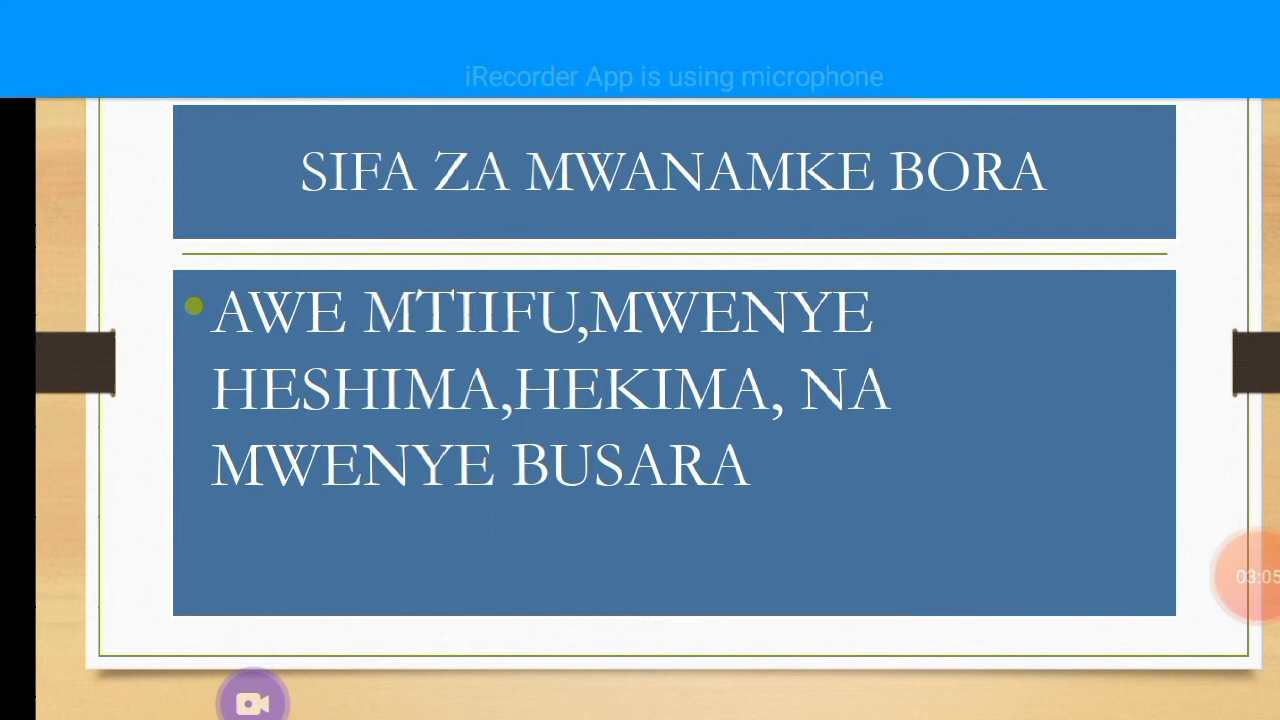 iRecorder App is using microphone
SIFA ZA MWANAMKE BORA
AWE MTIIFU,MWENYE
HESHIMA,HEKIMA, NA
MWENYE BUSARA
03:05